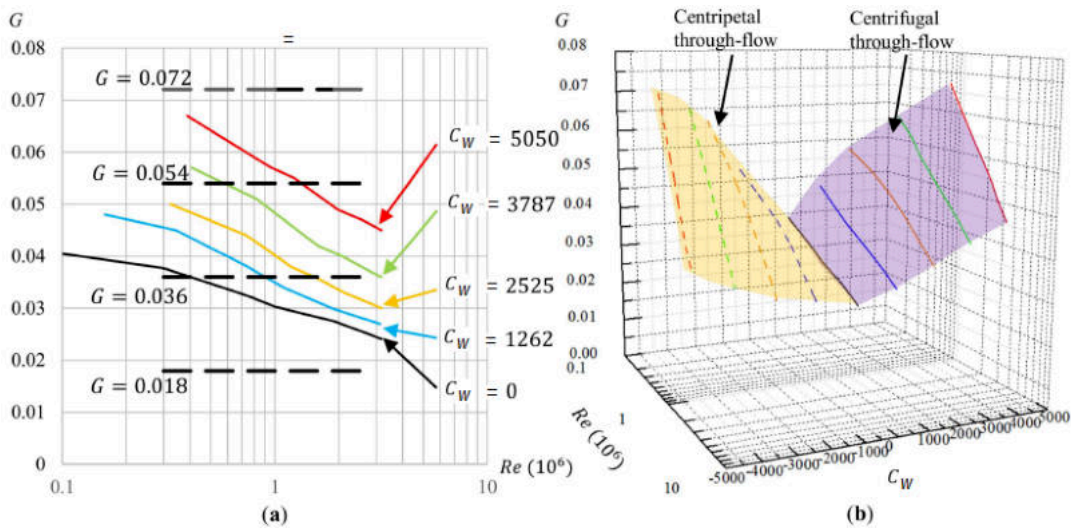 G
=
0.08
G = 0.072
0.07
C_W = 5050
0.06
G = 0.054
0.05
C_W = 3787
0.04
G = 0.036
C_W = 2525
0.03
C_W = 1262
0.02
G = 0.018
C_W = 0
0.01
0
Re (10⁶)
0.1
1
10
(a)
G
Centripetal
through-flow
Centrifugal
through-flow
0.08
0.07
0.06
0.05
0.04
0.03
0.02
0.01
0.00
0.1
1
10
Re (10⁶)
-5000
-4000
-3000
-2000
-1000
0
1000
2000
3000
4000
5000
C_W
(b)